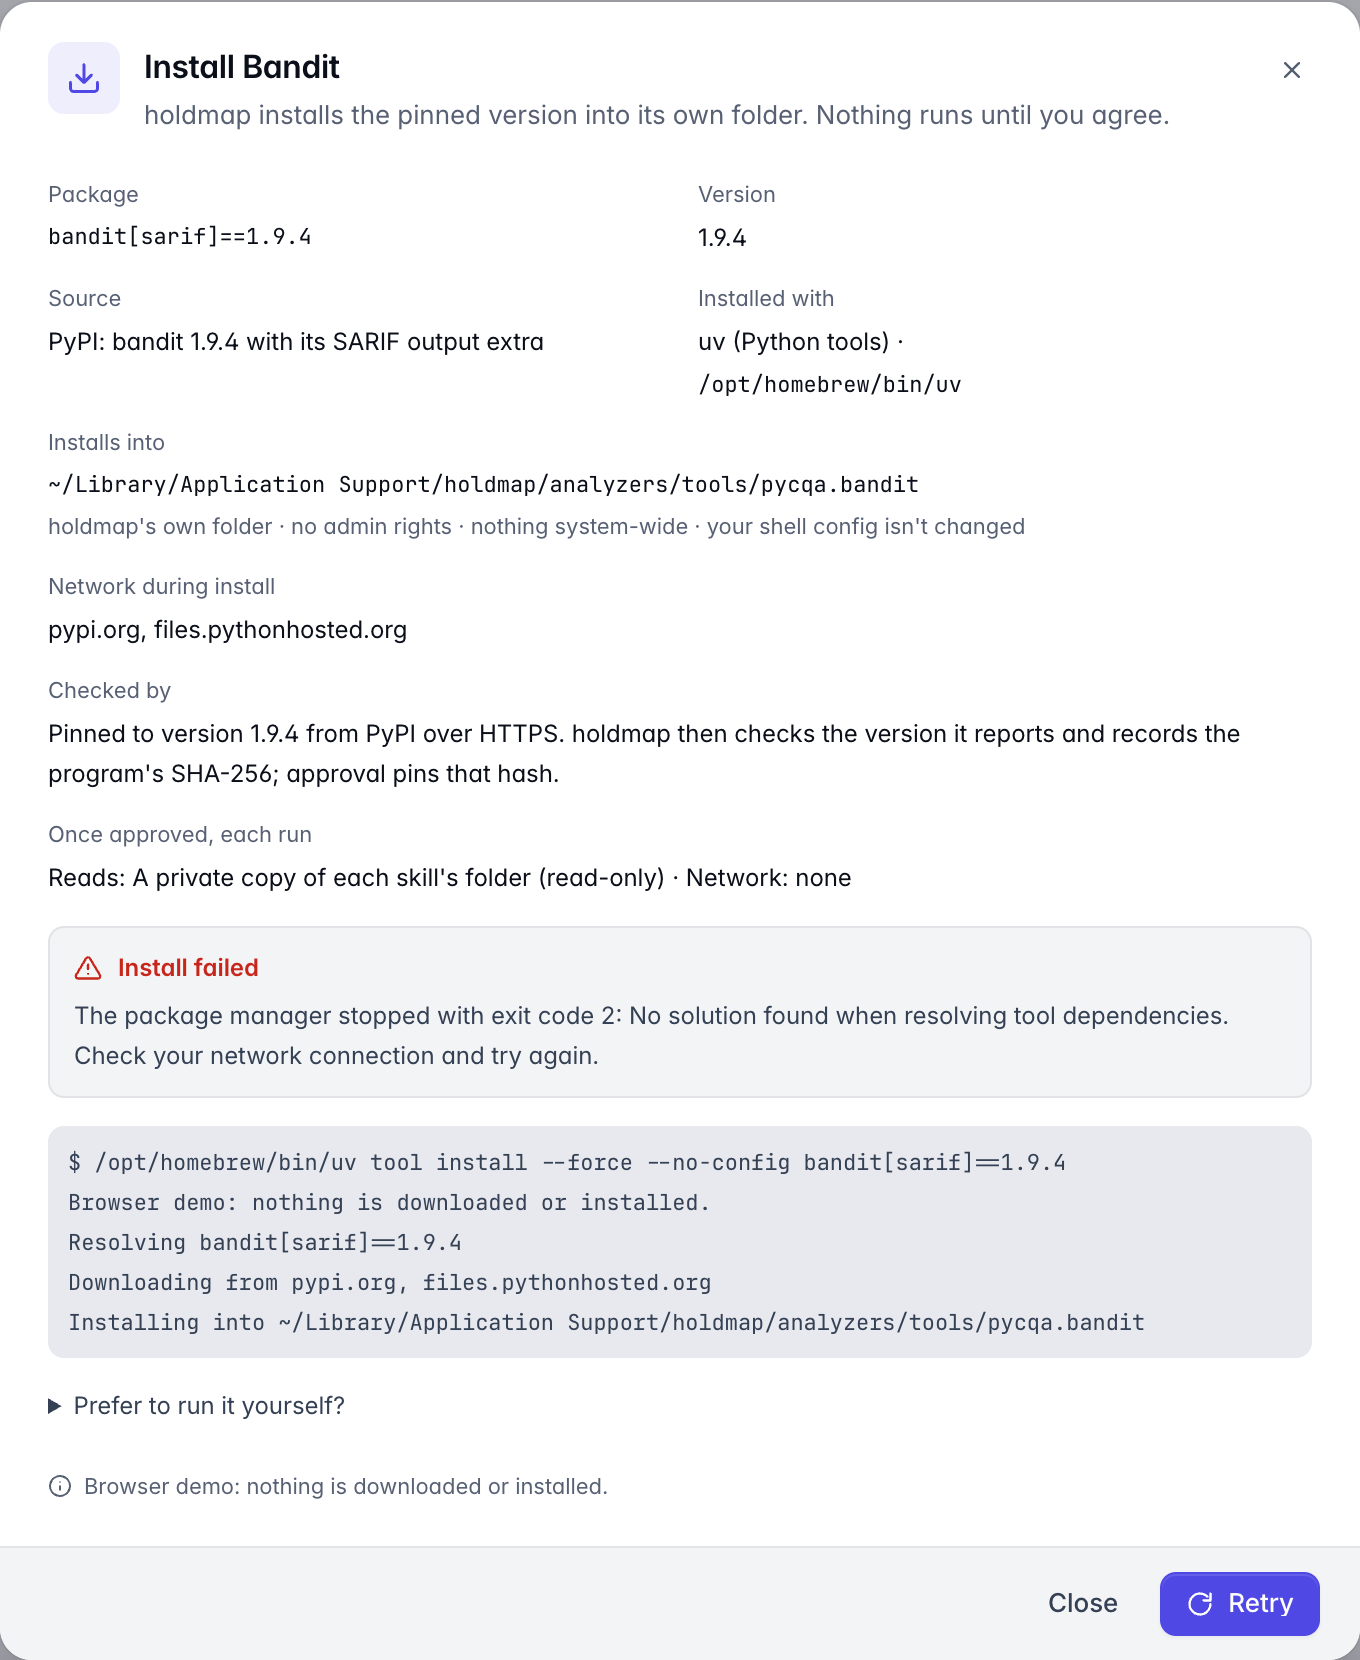 Install Bandit
holdmap installs the pinned version into its own folder. Nothing runs until you agree.
Package
bandit[sarif]==1.9.4
Version
1.9.4
Source
PyPI: bandit 1.9.4 with its SARIF output extra
Installed with
uv (Python tools) ·
/opt/homebrew/bin/uv
Installs into
~/Library/Application Support/holdmap/analyzers/tools/pycqa.bandit
holdmap's own folder · no admin rights · nothing system-wide · your shell config isn't changed
Network during install
pypi.org, files.pythonhosted.org
Checked by
Pinned to version 1.9.4 from PyPI over HTTPS. holdmap then checks the version it reports and records the
program's SHA-256; approval pins that hash.
Once approved, each run
Reads: A private copy of each skill's folder (read-only) · Network: none
Install failed
The package manager stopped with exit code 2: No solution found when resolving tool dependencies.
Check your network connection and try again.
$ /opt/homebrew/bin/uv tool install --force --no-config bandit[sarif]==1.9.4
Browser demo: nothing is downloaded or installed.
Resolving bandit[sarif]==1.9.4
Downloading from pypi.org, files.pythonhosted.org
Installing into ~/Library/Application Support/holdmap/analyzers/tools/pycqa.bandit
Prefer to run it yourself?
Browser demo: nothing is downloaded or installed.
Close
Retry